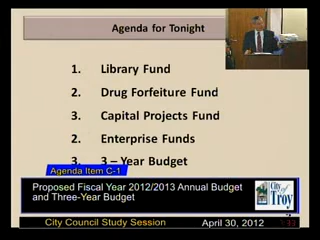 Agenda for Tonight
1. Library Fund
2. Drug Forfeiture Fund
3. Capital Projects Fund
2. Enterprise Funds
3. 3 – Year Budget
Agenda Item C-1
Proposed Fiscal Year 2012/2013 Annual Budget
and Three-Year Budget
City of
Troy
City Council Study Session
April 30, 2012